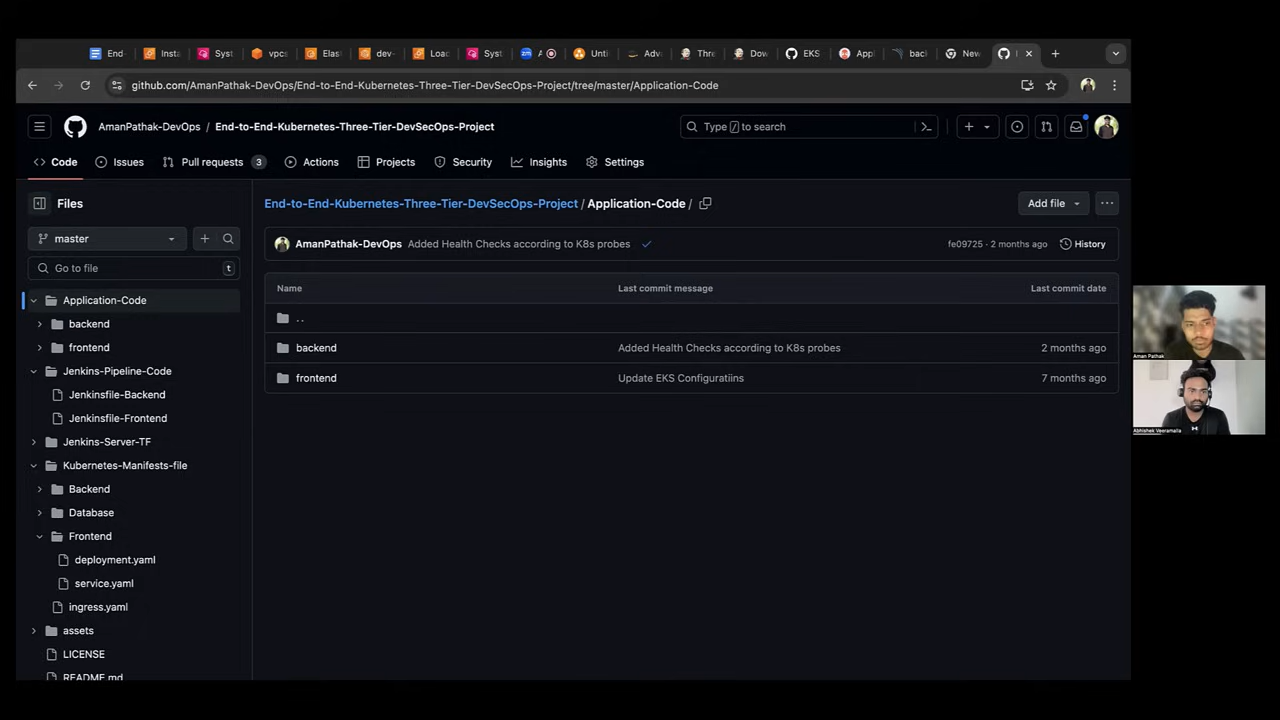 End
Insta
Syst
vpcs
Elas
dev-
Loac
Syst
Unti
Adv
Thre
Dow
EKS
Appl
bac
New
github.com/AmanPathak-DevOps/End-to-End-Kubernetes-Three-Tier-DevSecOps-Project/tree/master/Application-Code
AmanPathak-DevOps / End-to-End-Kubernetes-Three-Tier-DevSecOps-Project
Type / to search
Code
Issues
Pull requests 3
Actions
Projects
Security
Insights
Settings
Files
End-to-End-Kubernetes-Three-Tier-DevSecOps-Project / Application-Code /
Add file
master
AmanPathak-DevOps Added Health Checks according to K8s probes
fe09725 · 2 months ago
History
Go to file
t
Name
Last commit message
Last commit date
..
backend
Added Health Checks according to K8s probes
2 months ago
frontend
Update EKS Configuratiins
7 months ago
Application-Code
backend
frontend
Jenkins-Pipeline-Code
Jenkinsfile-Backend
Jenkinsfile-Frontend
Jenkins-Server-TF
Kubernetes-Manifests-file
Backend
Database
Frontend
deployment.yaml
service.yaml
ingress.yaml
assets
LICENSE
README.md
Aman Pathak
Abhishek Veeramalla